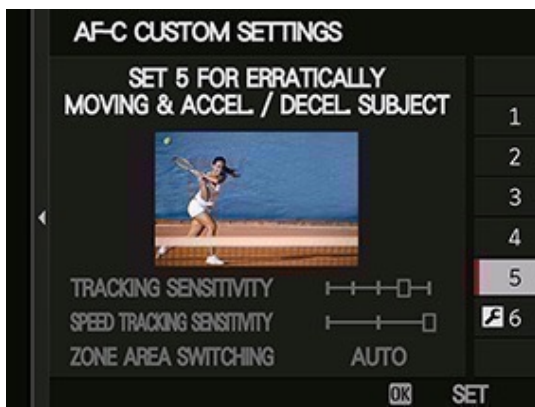 AF-C CUSTOM SETTINGS
SET 5 FOR ERRATICALLY
MOVING & ACCEL. / DECEL. SUBJECT
1
2
3
4
5
6
TRACKING SENSITIVITY
SPEED TRACKING SENSITIVITY
ZONE AREA SWITCHING AUTO
OK SET